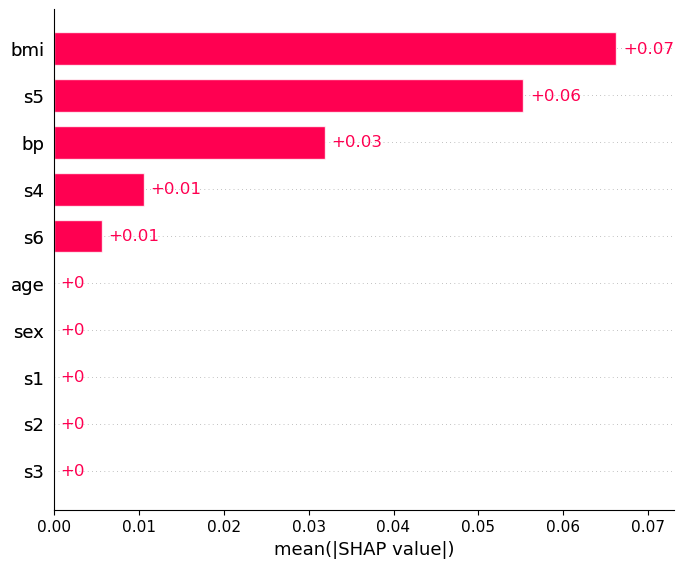 bmi +0.07
s5 +0.06
bp +0.03
s4 +0.01
s6 +0.01
age +0
sex +0
s1 +0
s2 +0
s3 +0
0.00 0.01 0.02 0.03 0.04 0.05 0.06 0.07
mean(|SHAP value|)